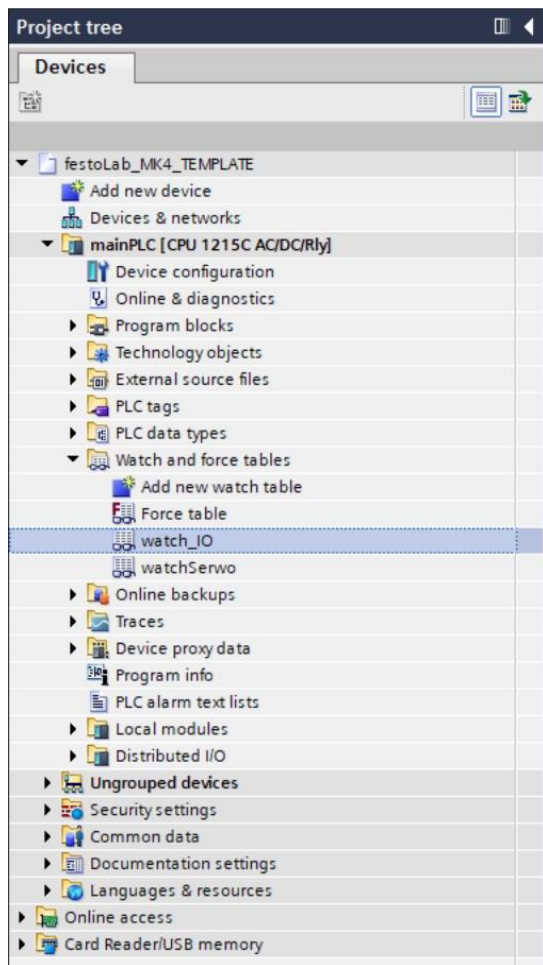 Project tree
Devices
festoLab_MK4_TEMPLATE
Add new device
Devices & networks
mainPLC [CPU 1215C AC/DC/Rly]
Device configuration
Online & diagnostics
Program blocks
Technology objects
External source files
PLC tags
PLC data types
Watch and force tables
Add new watch table
Force table
watch_IO
watchSerwo
Online backups
Traces
Device proxy data
Program info
PLC alarm text lists
Local modules
Distributed I/O
Ungrouped devices
Security settings
Common data
Documentation settings
Languages & resources
Online access
Card Reader/USB memory